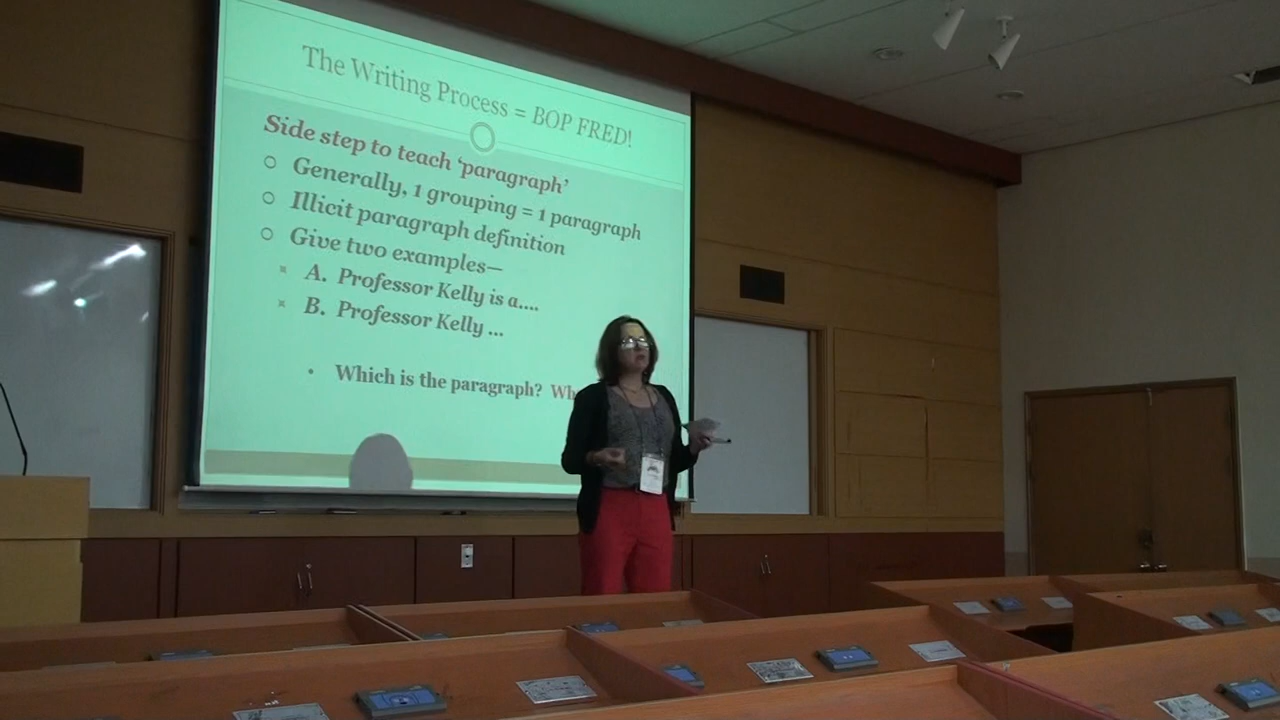 The Writing Process = BOP FRED!
Side step to teach ‘paragraph’
Generally, 1 grouping = 1 paragraph
Illicit paragraph definition
Give two examples—
A. Professor Kelly is a....
B. Professor Kelly ...
Which is the paragraph?